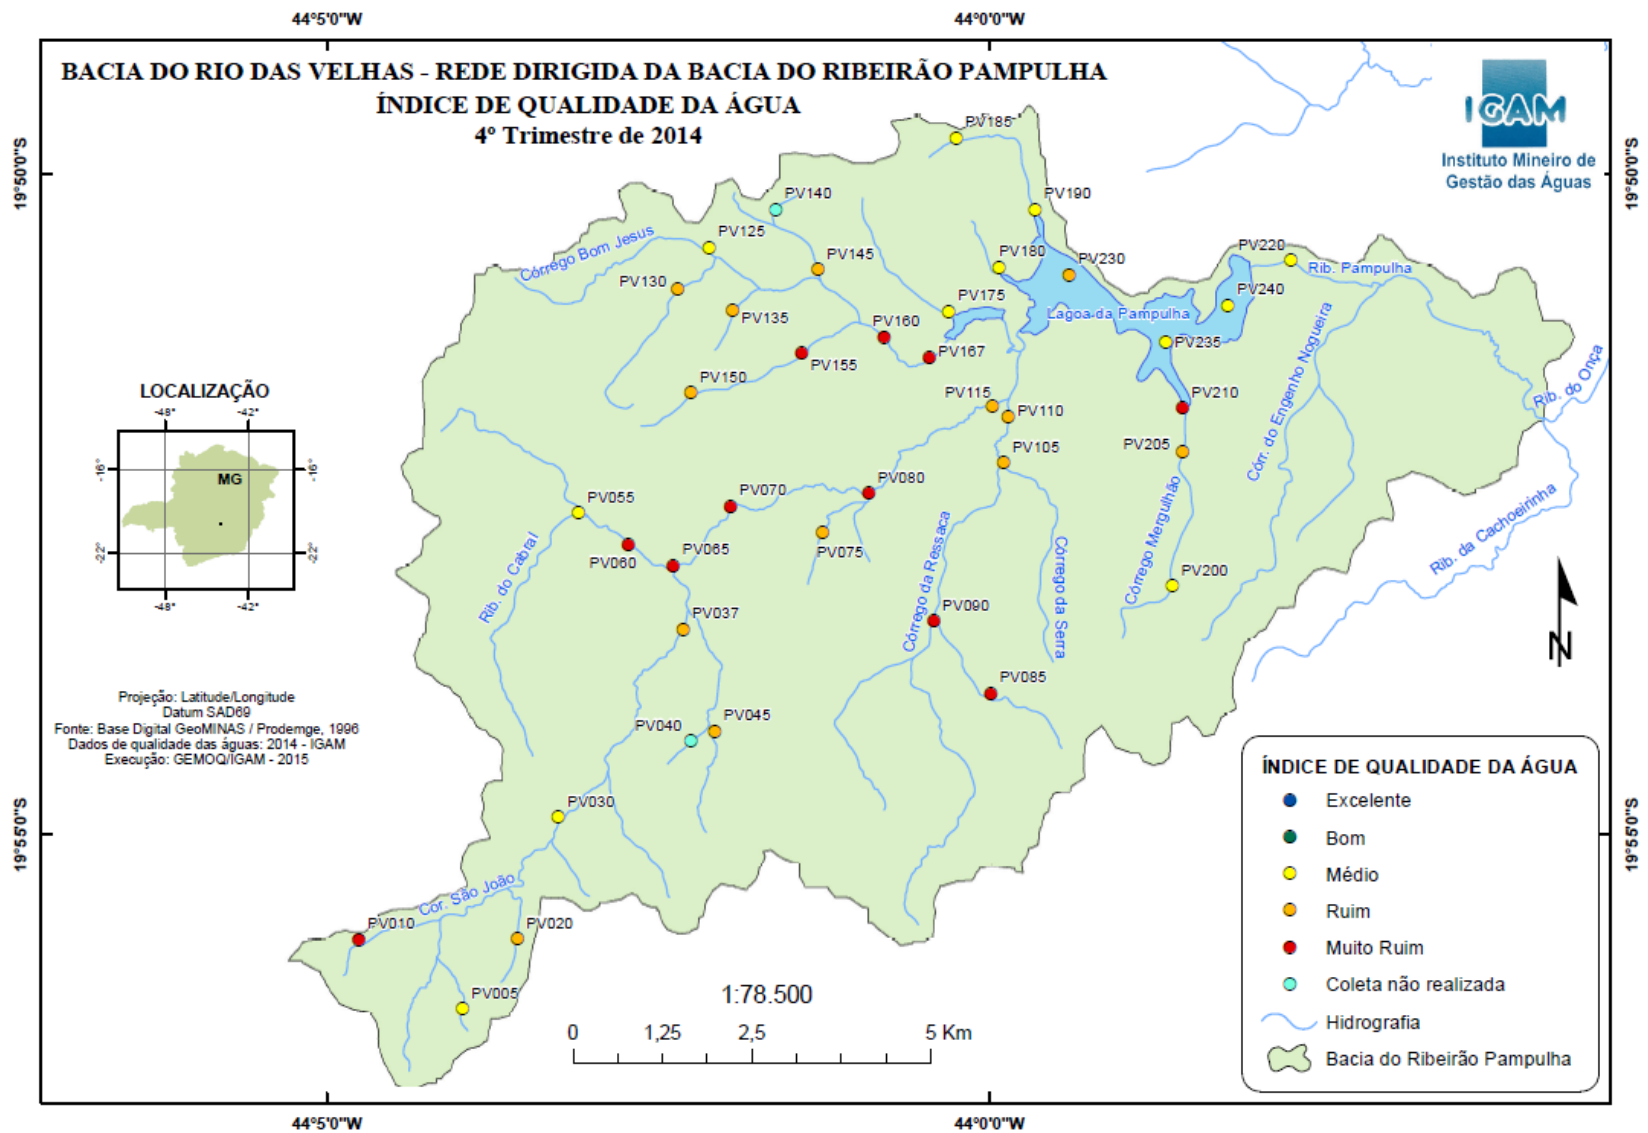 44°5'0"W
44°0'0"W
BACIA DO RIO DAS VELHAS - REDE DIRIGIDA DA BACIA DO RIBEIRÃO PAMPULHA
ÍNDICE DE QUALIDADE DA ÁGUA
4º Trimestre de 2014
IGAM
Instituto Mineiro de
Gestão das Águas
19°50'0"S
19°50'0"S
PV185
PV140
PV190
PV125
Córrego Bom Jesus
PV145
PV180
PV230
PV220
Rib. Pampulha
PV130
PV175
PV240
PV135
PV160
Lagoa da Pampulha
PV235
PV155
PV167
PV150
PV115
PV110
PV210
Córr. do Engenho Nogueira
Rib. do Onça
PV105
PV205
LOCALIZAÇÃO
-48°
-42°
-16°
-16°
MG
-22°
-22°
-48°
-42°
PV055
PV070
PV080
PV060
PV065
PV075
Rib. do Cabral
Córrego da Ressaca
Córrego da Serra
Córrego Mergulhão
Rib. da Cachoeirinha
PV200
PV037
PV090
PV085
N
PV040
PV045
Projeção: Latitude/Longitude
Datum SAD69
Fonte: Base Digital GeoMINAS / Prodemge, 1996
Dados de qualidade das águas: 2014 - IGAM
Execução: GEMOQ/IGAM - 2015
PV030
19°55'0"S
19°55'0"S
Cor. São João
PV010
PV020
PV005
1:78.500
0
1,25
2,5
5 Km
ÍNDICE DE QUALIDADE DA ÁGUA
Excelente
Bom
Médio
Ruim
Muito Ruim
Coleta não realizada
Hidrografia
Bacia do Ribeirão Pampulha
44°5'0"W
44°0'0"W